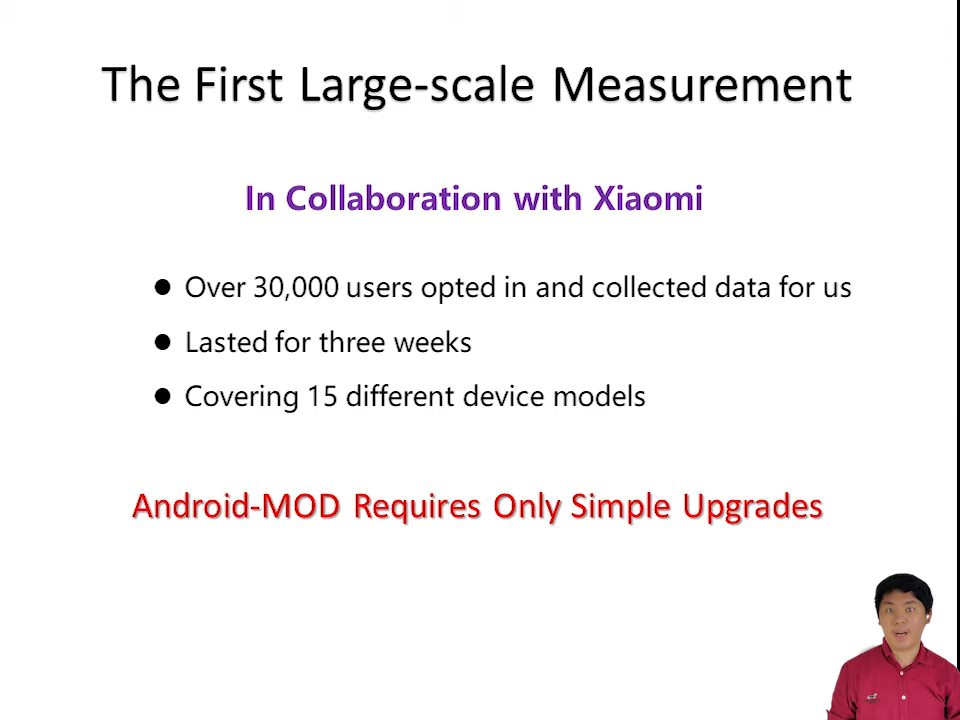 The First Large-scale Measurement
In Collaboration with Xiaomi
● Over 30,000 users opted in and collected data for us
● Lasted for three weeks
● Covering 15 different device models
Android-MOD Requires Only Simple Upgrades